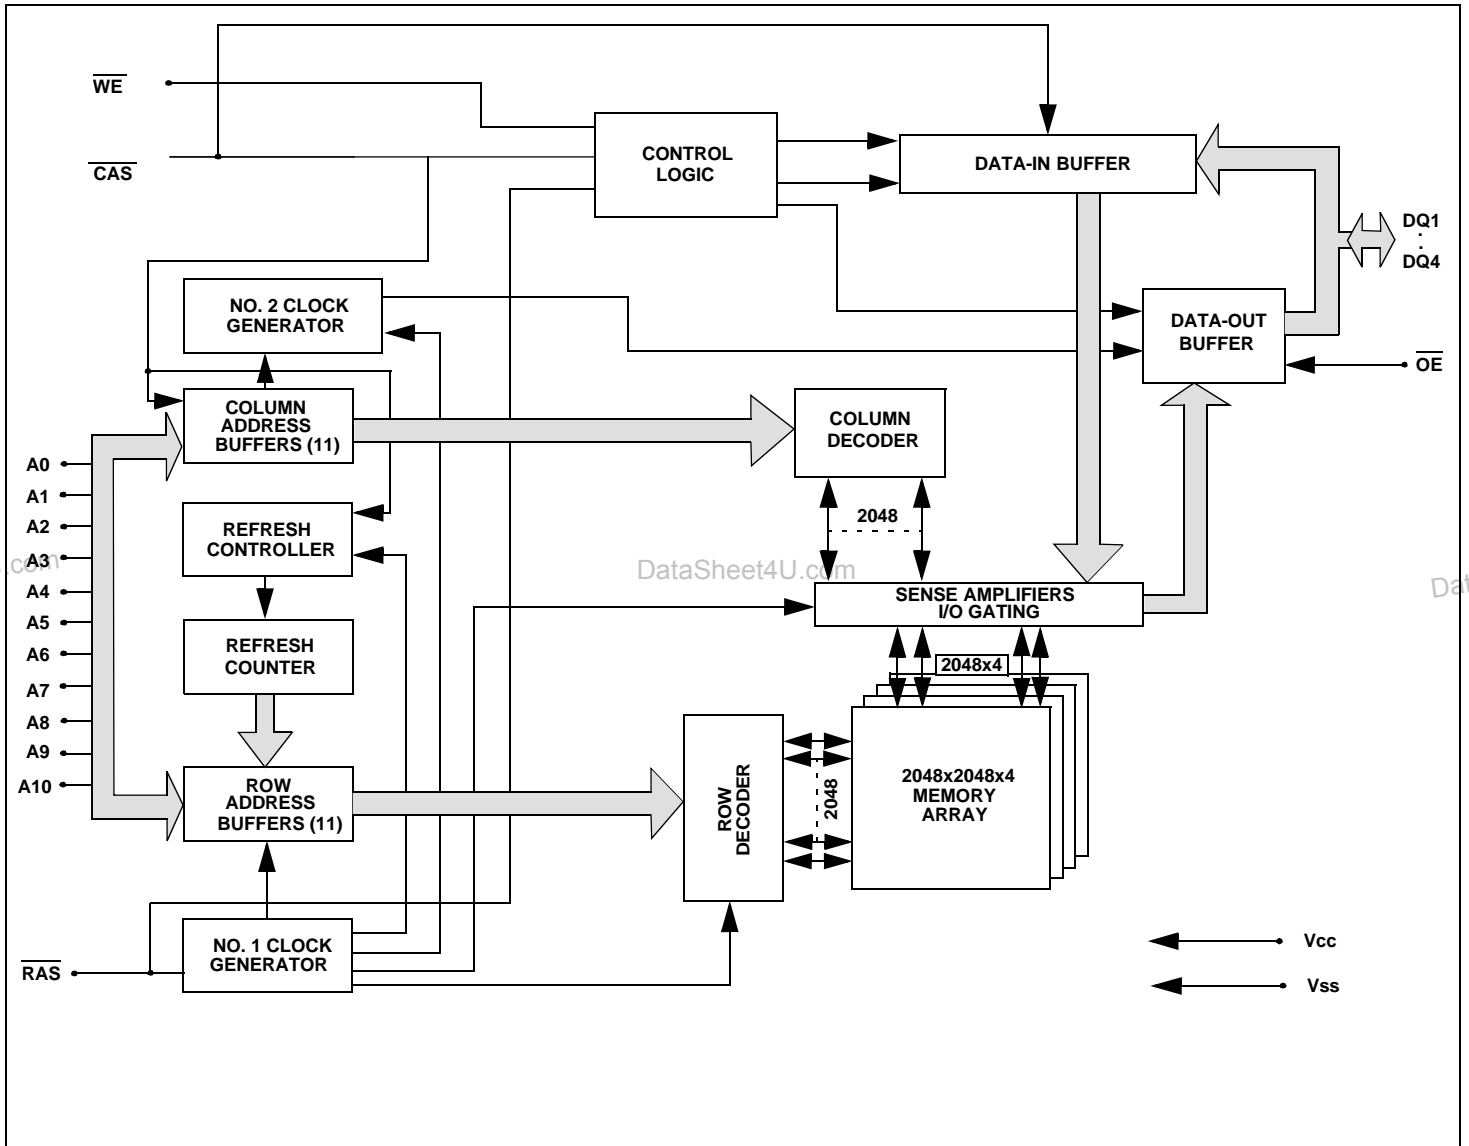 WE
CAS
CONTROL
LOGIC
DATA-IN BUFFER
DQ1
.
.
DQ4
NO. 2 CLOCK
GENERATOR
DATA-OUT
BUFFER
OE
COLUMN
ADDRESS
BUFFERS (11)
COLUMN
DECODER
A0
A1
A2
A3
A4
A5
A6
A7
A8
A9
A10
2048
REFRESH
CONTROLLER
.com
DataSheet4U.com
Dat
SENSE AMPLIFIERS
I/O GATING
REFRESH
COUNTER
2048x4
ROW
ADDRESS
BUFFERS (11)
ROW
DECODER
2048
2048x2048x4
MEMORY
ARRAY
RAS
NO. 1 CLOCK
GENERATOR
Vcc
Vss